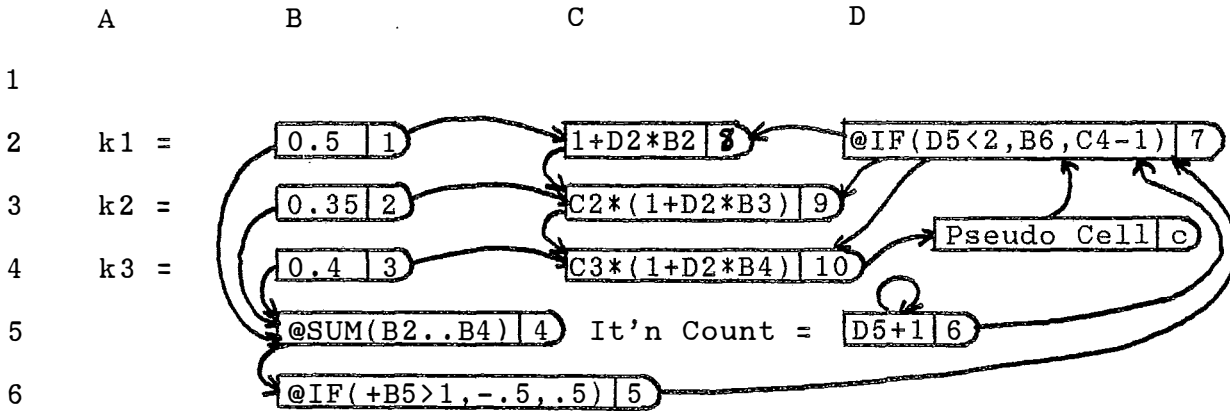 A B C D
1
2 k1 = 0.5 1 1+D2*B2 8 @IF(D5<2,B6,C4-1) 7
3 k2 = 0.35 2 C2*(1+D2*B3) 9
Pseudo Cell c
4 k3 = 0.4 3 C3*(1+D2*B4) 10
5 @SUM(B2..B4) 4 It'n Count = D5+1 6
6 @IF(+B5>1,-.5,.5) 5